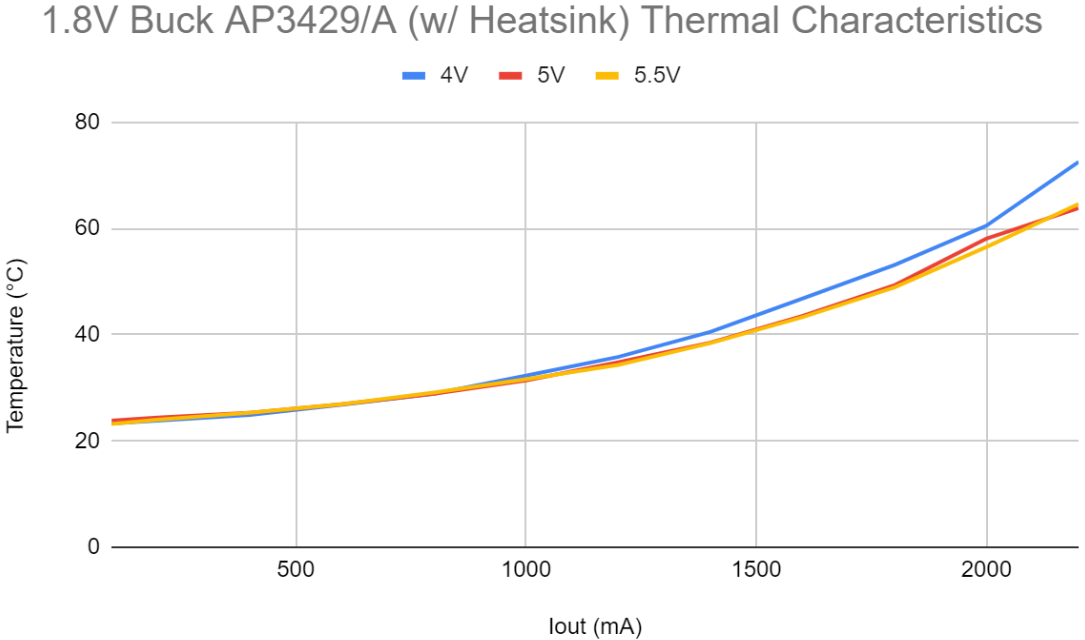 1.8V Buck AP3429/A (w/ Heatsink) Thermal Characteristics
4V 5V 5.5V
80
60
40
20
0
Temperature (°C)
500 1000 1500 2000
Iout (mA)